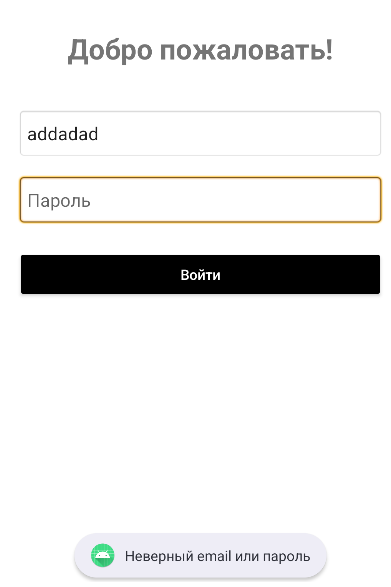 Добро пожаловать!
addadad
Пароль
Войти
Неверный email или пароль